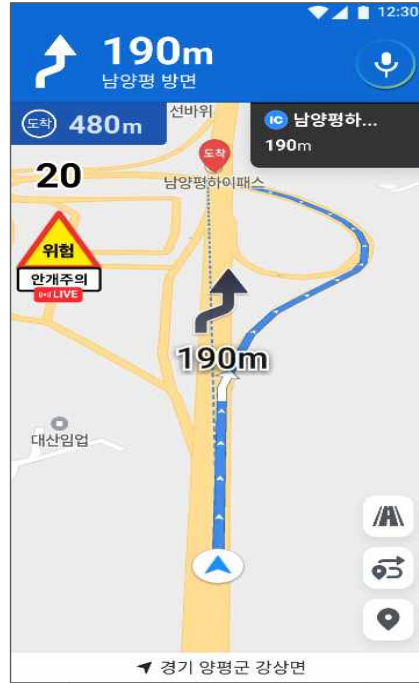 12:30
190m
남양평 방면
도착 480m
선바위
IC 남양평하...
190m
20
도착
남양평하이패스
위험
안개주의
LIVE
190m
대산임업
경기 양평군 강상면